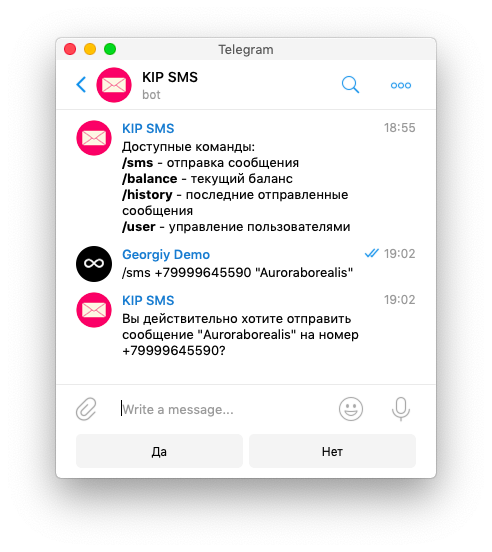 Telegram
KIP SMS
bot
KIP SMS 18:55
Доступные команды:
/sms - отправка сообщения
/balance - текущий баланс
/history - последние отправленные
сообщения
/user - управление пользователями
Georgiy Demo 19:02
/sms +79999645590 "Auroraborealis"
KIP SMS 19:02
Вы действительно хотите отправить
сообщение "Auroraborealis" на номер
+79999645590?
Write a message...
Да Нет